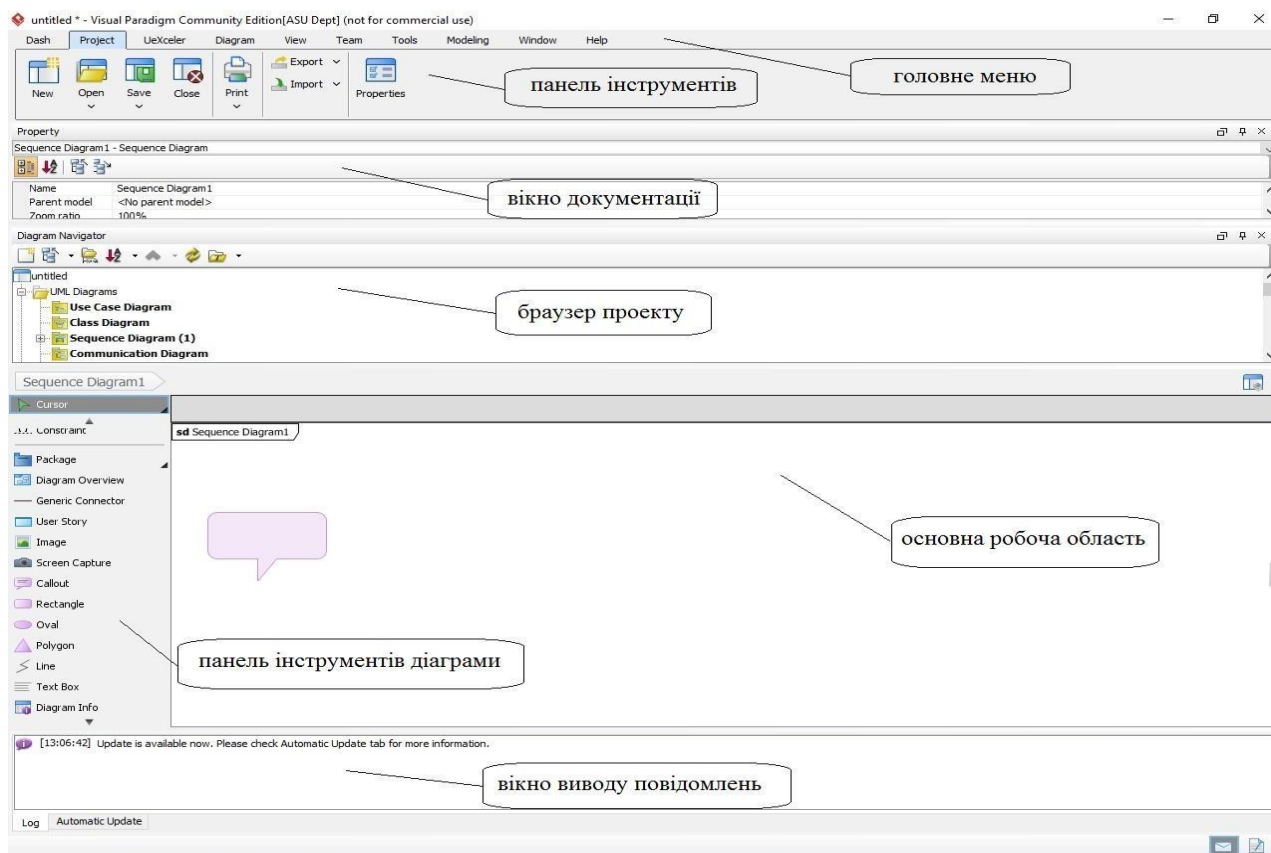 untitled * - Visual Paradigm Community Edition[ASU Dept] (not for commercial use)
Dash Project UeXceler Diagram View Team Tools Modeling Window Help
головне меню
Export
Import
New Open Save Close Print Properties
панель інструментів
Property
Sequence Diagram1 - Sequence Diagram
Name Sequence Diagram1
Parent model <No parent model>
Zoom ratio 100%
вікно документації
Diagram Navigator
untitled
UML Diagrams
Use Case Diagram
Class Diagram
Sequence Diagram (1)
Communication Diagram
браузер проекту
Sequence Diagram1
Cursor
Constraint
sd Sequence Diagram1
Package
Diagram Overview
Generic Connector
User Story
Image
Screen Capture
Callout
Rectangle
Oval
Polygon
Line
Text Box
Diagram Info
основна робоча область
панель інструментів діаграми
[13:06:42] Update is available now. Please check Automatic Update tab for more information.
вікно виводу повідомлень
Log Automatic Update